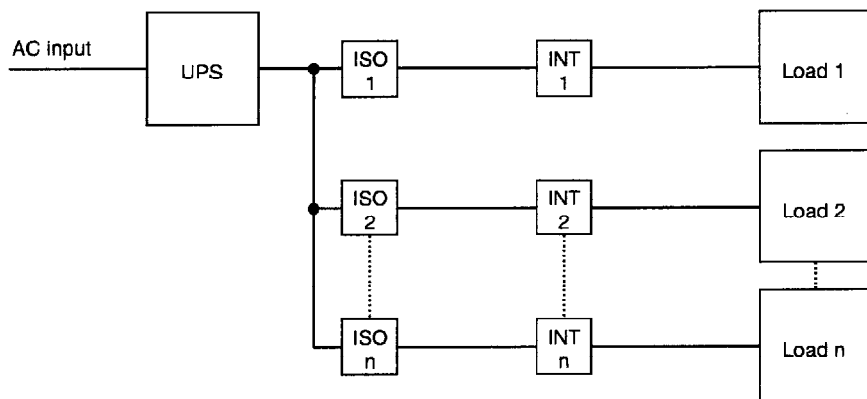 AC input
UPS
ISO
1
INT
1
Load 1
ISO
2
INT
2
Load 2
ISO
n
INT
n
Load n